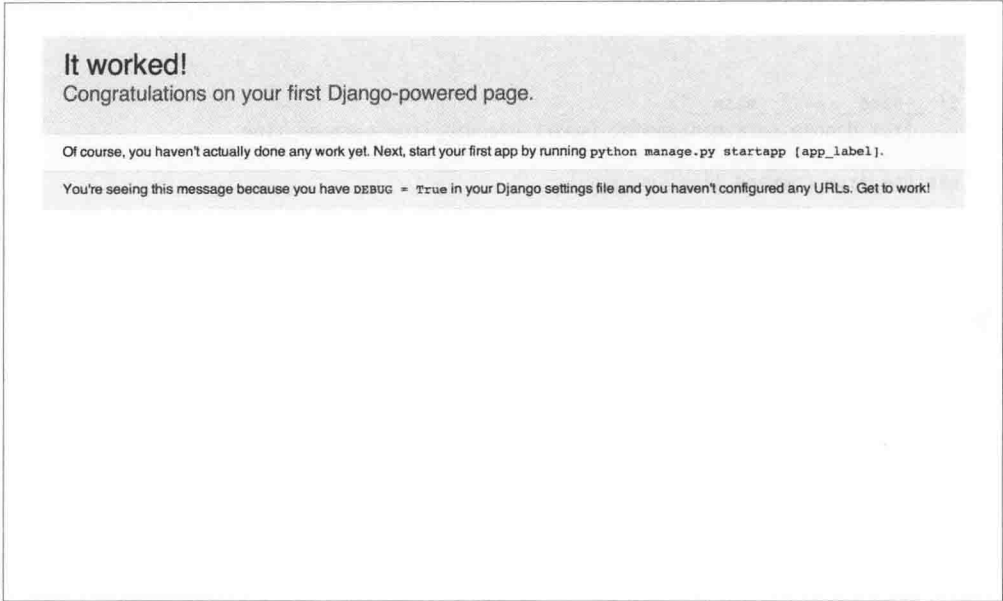 It worked!
Congratulations on your first Django-powered page.
Of course, you haven't actually done any work yet. Next, start your first app by running python manage.py startapp [app_label].
You're seeing this message because you have DEBUG = True in your Django settings file and you haven't configured any URLs. Get to work!